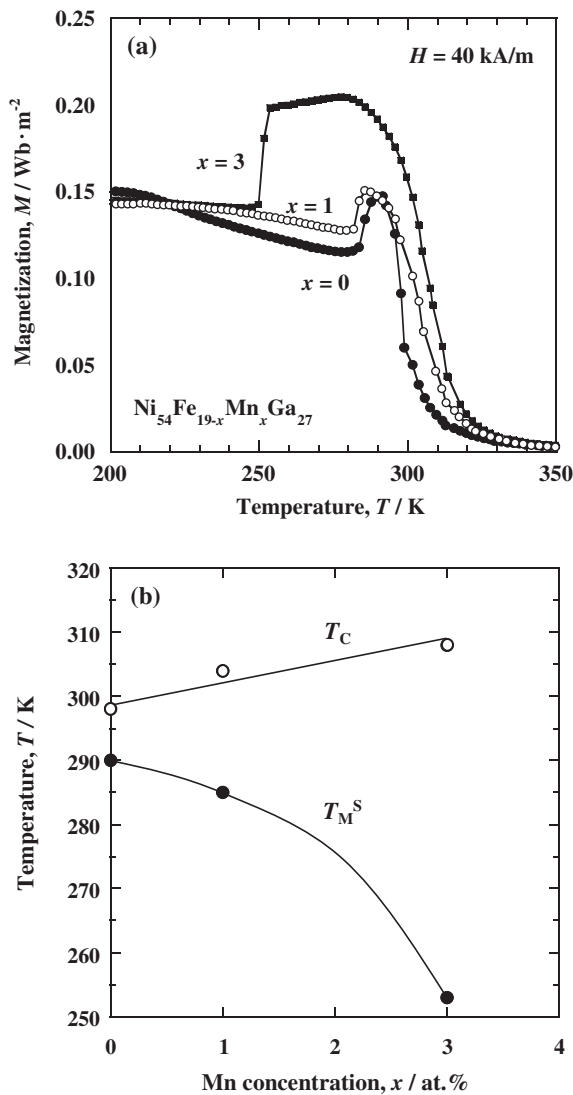 (a)
H = 40 kA/m
0.25
0.20
0.15
0.10
0.05
0.00
Magnetization, M / Wb·m⁻²
x = 3
x = 1
x = 0
Ni₅₄Fe₁₉₋ₓMnₓGa₂₇
200 250 300 350
Temperature, T / K
(b)
320
310
300
290
280
270
260
250
Temperature, T / K
T_C
T_M^S
0 1 2 3 4
Mn concentration, x / at.%